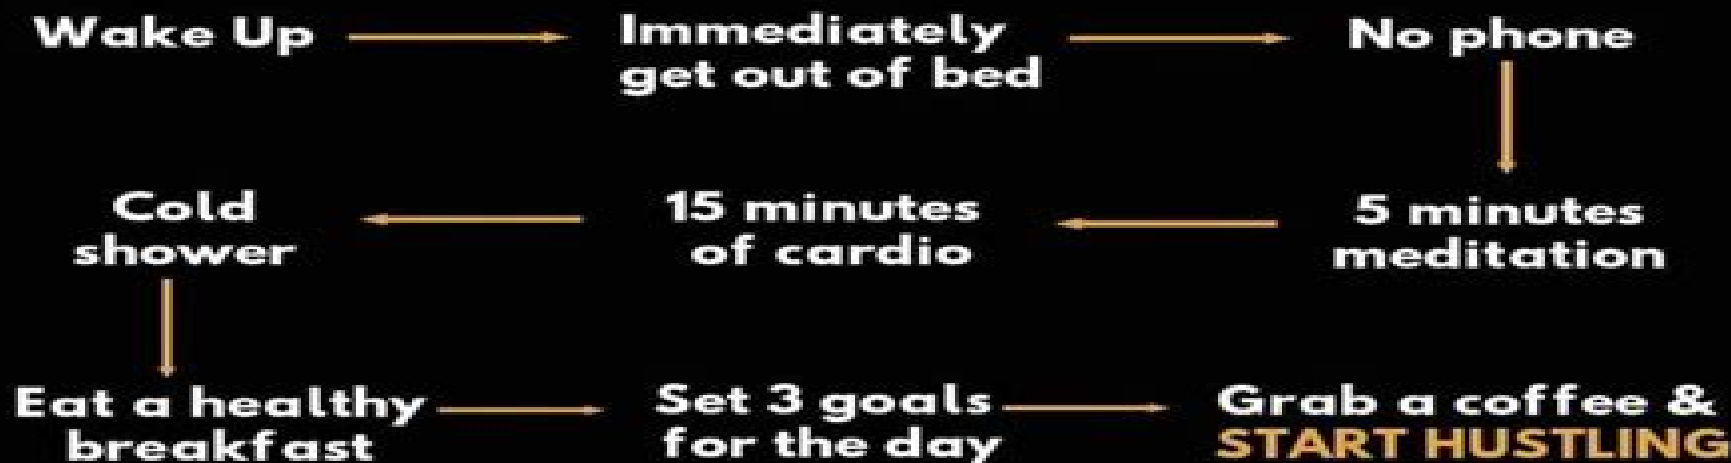 Wake Up
Immediately
get out of bed
No phone
5 minutes
meditation
15 minutes
of cardio
Cold
shower
Eat a healthy
breakfast
Set 3 goals
for the day
Grab a coffee &
START HUSTLING